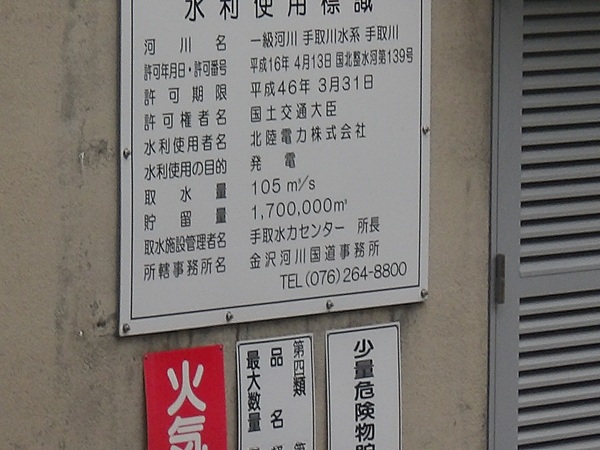 水利使用標識
河川名 一級河川 手取川水系 手取川
許可年月日・許可番号 平成16年 4月13日 国北整水河第139号
許可期限 平成46年 3月31日
許可権者名 国土交通大臣
水利使用者名 北陸電力株式会社
水利使用の目的 発電
取水量 105 m³/s
貯留量 1,700,000m³
取水施設管理者名 手取水力センター 所長
所轄事務所名 金沢河川国道事務所
TEL(076)264-8800
火気
第四類
品名
最大数量
少量危険物貯